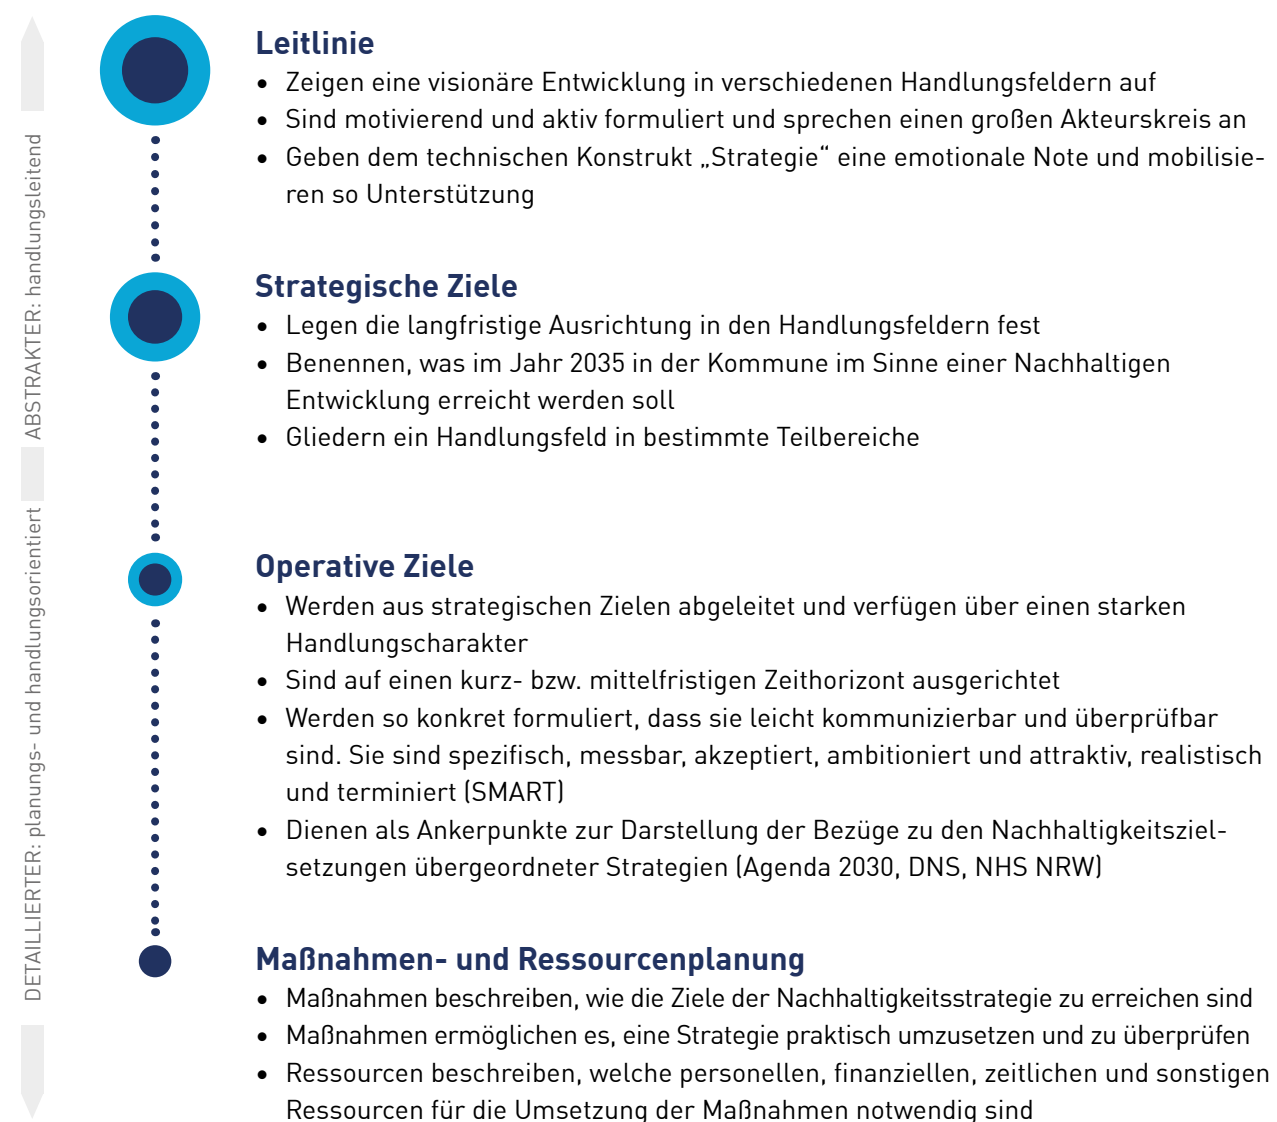 Leitlinie
• Zeigen eine visionäre Entwicklung in verschiedenen Handlungsfeldern auf
• Sind motivierend und aktiv formuliert und sprechen einen großen Akteurskreis an
• Geben dem technischen Konstrukt „Strategie“ eine emotionale Note und mobilisie-
ren so Unterstützung
Strategische Ziele
• Legen die langfristige Ausrichtung in den Handlungsfeldern fest
• Benennen, was im Jahr 2035 in der Kommune im Sinne einer Nachhaltigen
Entwicklung erreicht werden soll
• Gliedern ein Handlungsfeld in bestimmte Teilbereiche
Operative Ziele
• Werden aus strategischen Zielen abgeleitet und verfügen über einen starken
Handlungscharakter
• Sind auf einen kurz- bzw. mittelfristigen Zeithorizont ausgerichtet
• Werden so konkret formuliert, dass sie leicht kommunizierbar und überprüfbar
sind. Sie sind spezifisch, messbar, akzeptiert, ambitioniert und attraktiv, realistisch
und terminiert (SMART)
• Dienen als Ankerpunkte zur Darstellung der Bezüge zu den Nachhaltigkeitsziel-
setzungen übergeordneter Strategien (Agenda 2030, DNS, NHS NRW)
Maßnahmen- und Ressourcenplanung
• Maßnahmen beschreiben, wie die Ziele der Nachhaltigkeitsstrategie zu erreichen sind
• Maßnahmen ermöglichen es, eine Strategie praktisch umzusetzen und zu überprüfen
• Ressourcen beschreiben, welche personellen, finanziellen, zeitlichen und sonstigen
Ressourcen für die Umsetzung der Maßnahmen notwendig sind
ABSTRAKTER: handlungsleitend
DETAILLIERTER: planungs- und handlungsorientiert